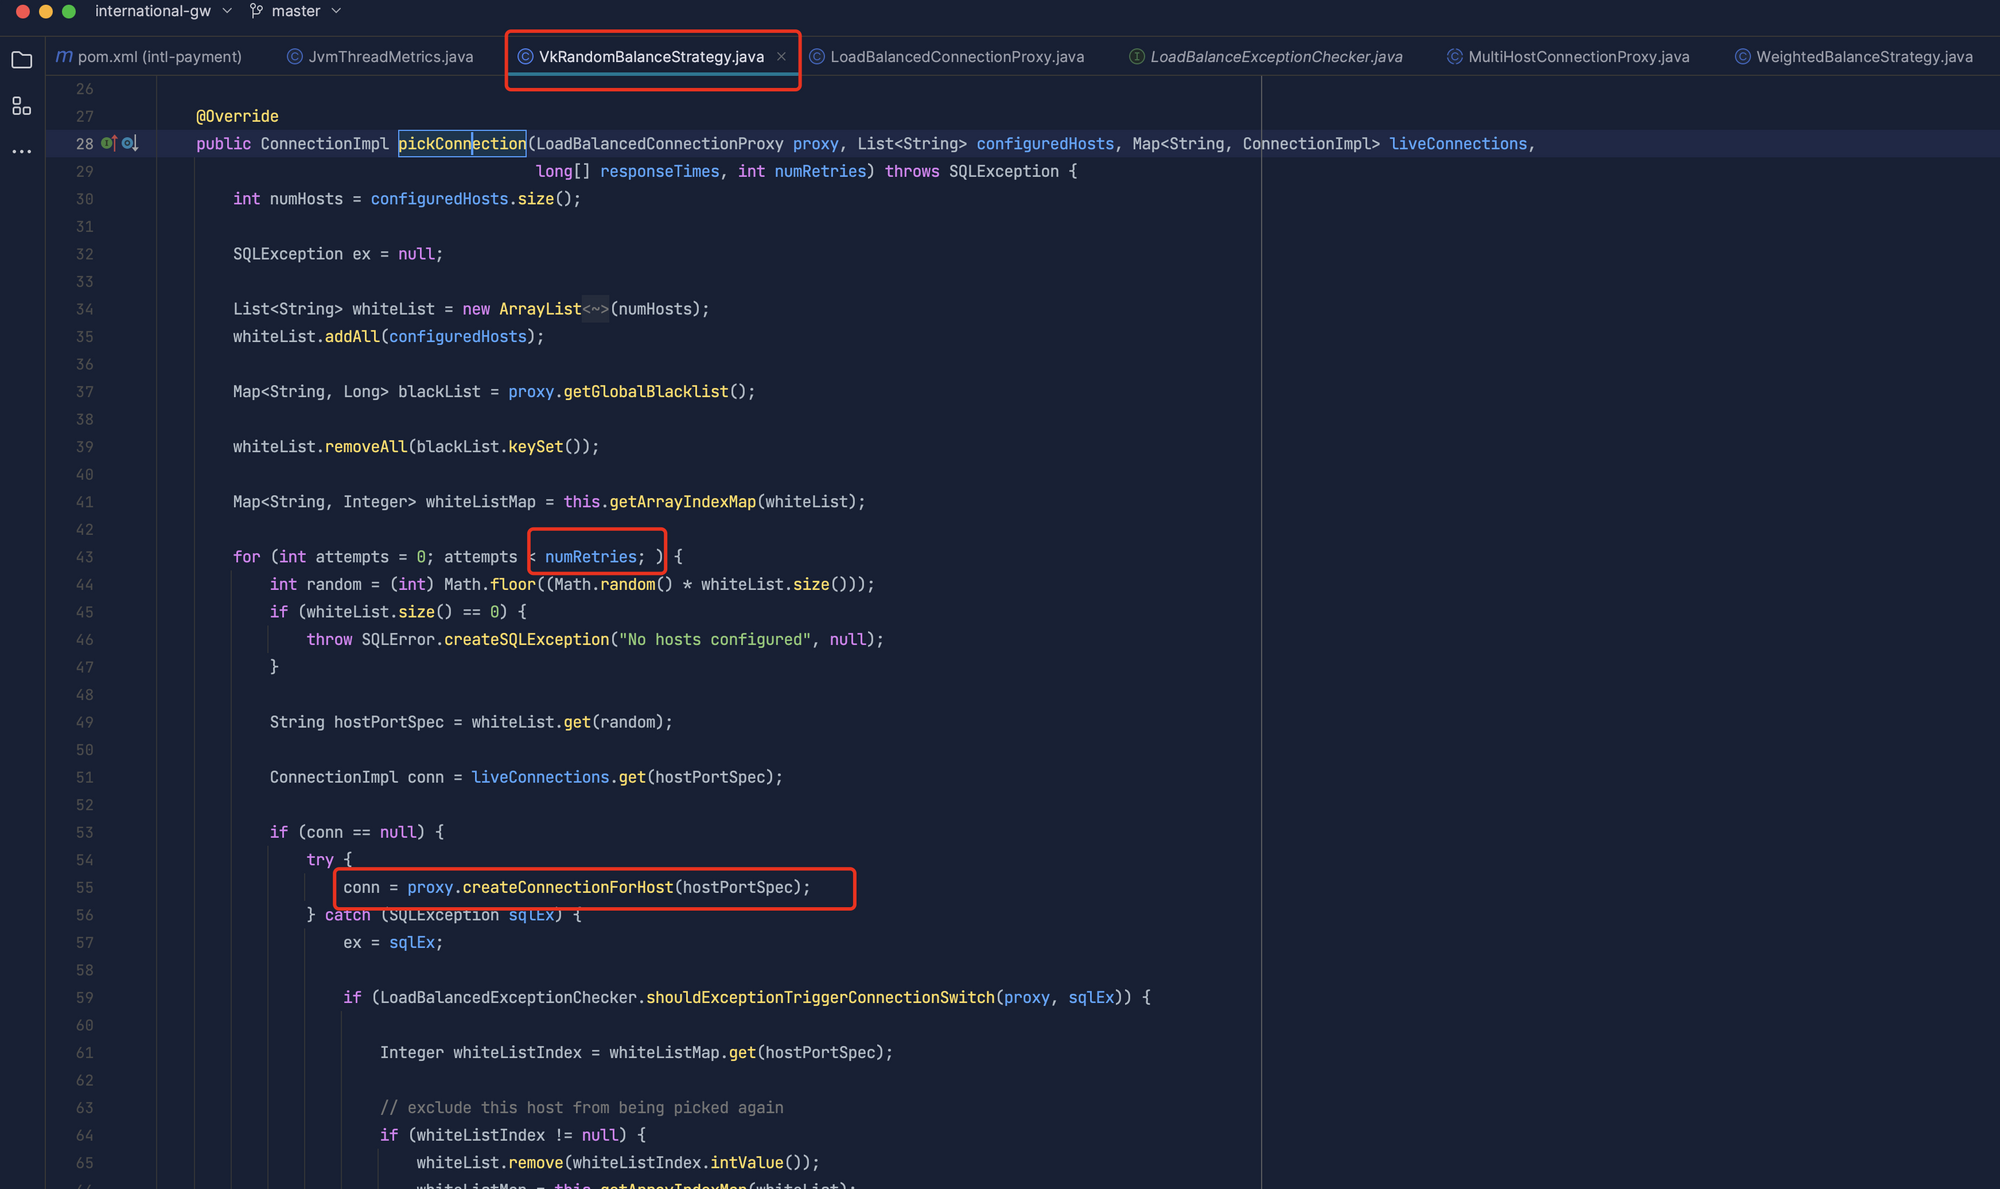 international-gw master
pom.xml (intl-payment) JvmThreadMetrics.java VkRandomBalanceStrategy.java LoadBalancedConnectionProxy.java LoadBalanceExceptionChecker.java MultiHostConnectionProxy.java WeightedBalanceStrategy.java
26
27 @Override
28 public ConnectionImpl pickConnection(LoadBalancedConnectionProxy proxy, List<String> configuredHosts, Map<String, ConnectionImpl> liveConnections,
29 long[] responseTimes, int numRetries) throws SQLException {
30 int numHosts = configuredHosts.size();
31
32 SQLException ex = null;
33
34 List<String> whiteList = new ArrayList<~>(numHosts);
35 whiteList.addAll(configuredHosts);
36
37 Map<String, Long> blackList = proxy.getGlobalBlacklist();
38
39 whiteList.removeAll(blackList.keySet());
40
41 Map<String, Integer> whiteListMap = this.getArrayIndexMap(whiteList);
42
43 for (int attempts = 0; attempts < numRetries; ) {
44 int random = (int) Math.floor((Math.random() * whiteList.size()));
45 if (whiteList.size() == 0) {
46 throw SQLError.createSQLException("No hosts configured", null);
47 }
48
49 String hostPortSpec = whiteList.get(random);
50
51 ConnectionImpl conn = liveConnections.get(hostPortSpec);
52
53 if (conn == null) {
54 try {
55 conn = proxy.createConnectionForHost(hostPortSpec);
56 } catch (SQLException sqlEx) {
57 ex = sqlEx;
58
59 if (LoadBalancedExceptionChecker.shouldExceptionTriggerConnectionSwitch(proxy, sqlEx)) {
60
61 Integer whiteListIndex = whiteListMap.get(hostPortSpec);
62
63 // exclude this host from being picked again
64 if (whiteListIndex != null) {
65 whiteList.remove(whiteListIndex.intValue());
whiteListMap = this.getArrayIndexMap(whiteList);